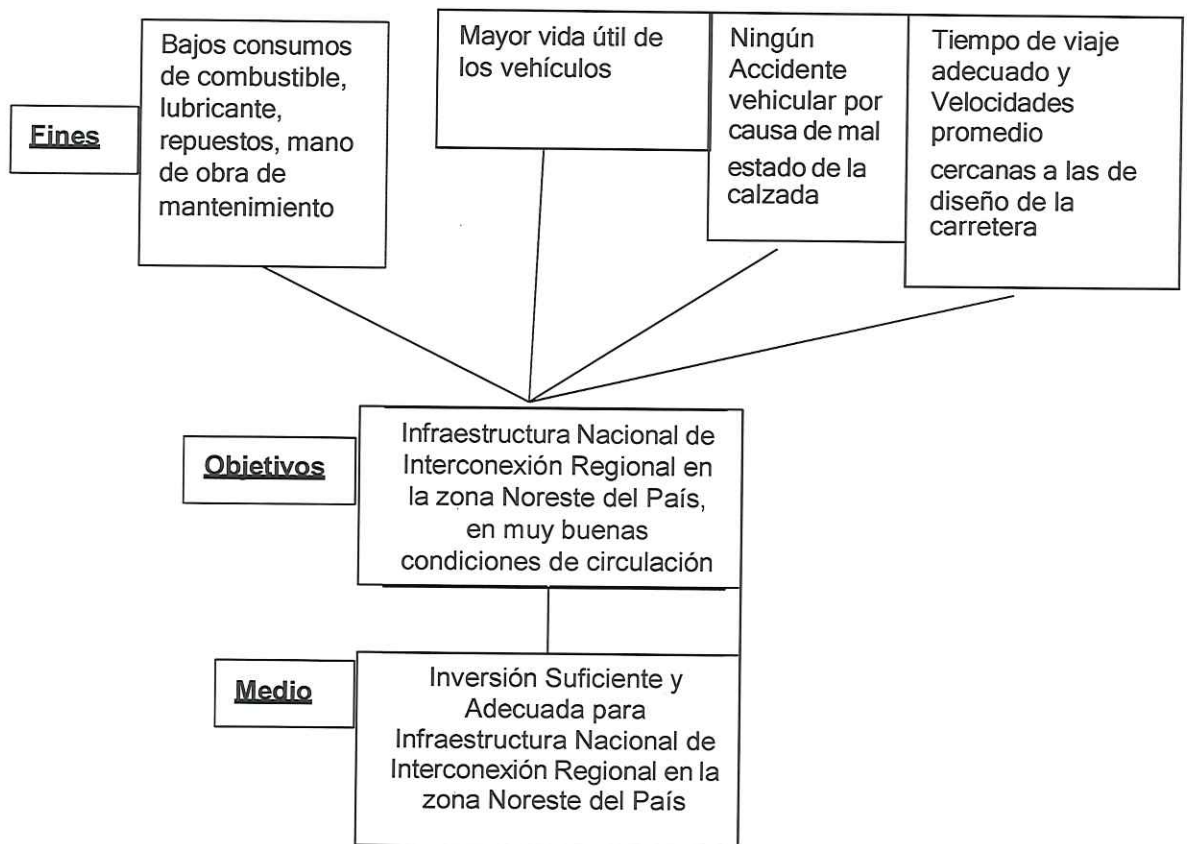 Fines
Bajos consumos
de combustible,
lubricante,
repuestos, mano
de obra de
mantenimiento
Mayor vida útil de
los vehículos
Ningún
Accidente
vehicular por
causa de mal
estado de la
calzada
Tiempo de viaje
adecuado y
Velocidades
promedio
cercanas a las de
diseño de la
carretera
Objetivos
Infraestructura Nacional de
Interconexión Regional en
la zona Noreste del País,
en muy buenas
condiciones de circulación
Medio
Inversión Suficiente y
Adecuada para
Infraestructura Nacional de
Interconexión Regional en la
zona Noreste del País